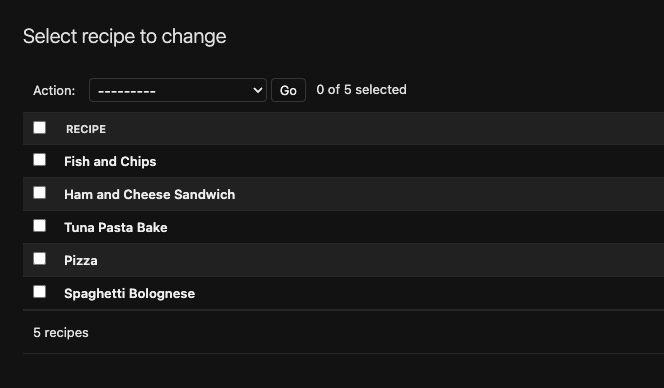 Select recipe to change
Action: --------- Go 0 of 5 selected
RECIPE
Fish and Chips
Ham and Cheese Sandwich
Tuna Pasta Bake
Pizza
Spaghetti Bolognese
5 recipes